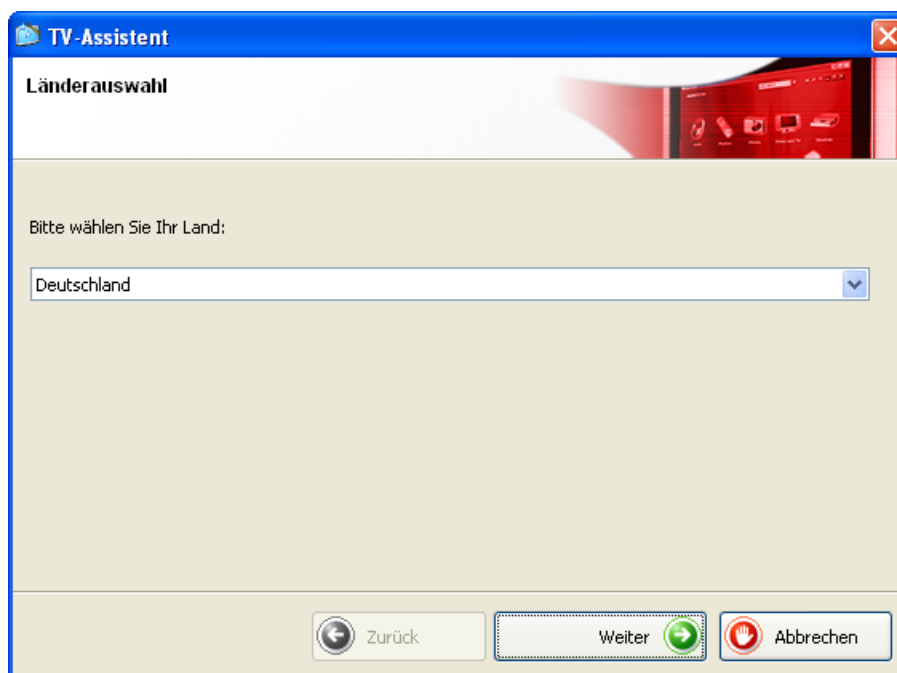 TV-Assistent
Länderauswahl
Bitte wählen Sie Ihr Land:
Deutschland
Zurück
Weiter
Abbrechen